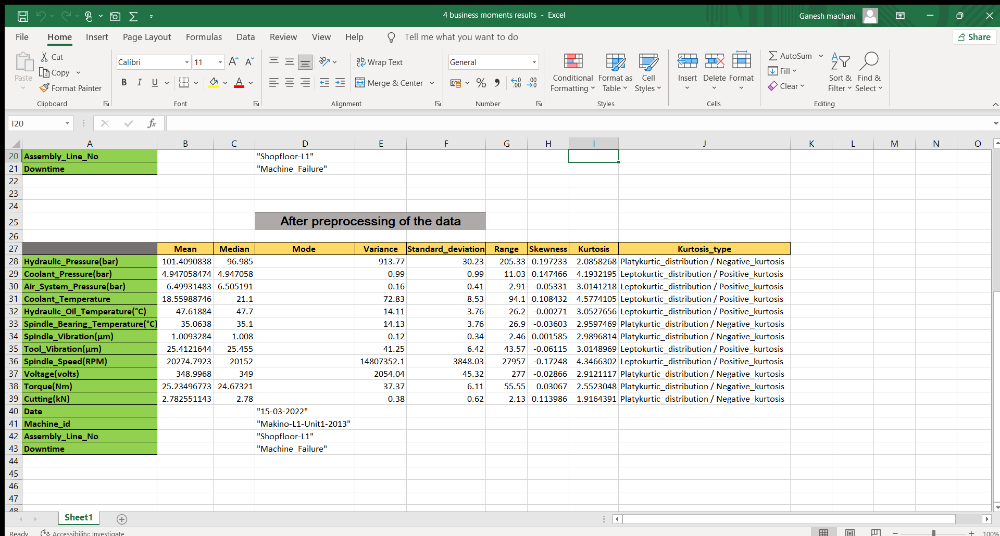 4 business moments results - Excel
Ganesh machani
File Home Insert Page Layout Formulas Data Review View Help Tell me what you want to do Share
Paste
Cut
Copy
Format Painter
Clipboard
Calibri 11
B I U
Font
Wrap Text
Merge & Center
Alignment
General
Number
Conditional Formatting
Format as Table
Cell Styles
Styles
Insert Delete Format
Cells
AutoSum
Fill
Clear
Sort & Filter
Find & Select
Editing
I20 fx
A B C D E F G H I J K L M N O
20 Assembly_Line_No "Shopfloor-L1"
21 Downtime "Machine_Failure"
22
23
24
25 After preprocessing of the data
26
27 Mean Median Mode Variance Standard_deviation Range Skewness Kurtosis Kurtosis_type
28 Hydraulic_Pressure(bar) 101.4090838 96.985 913.77 30.23 205.33 0.197233 2.0858268 Platykurtic_distribution / Negative_kurtosis
29 Coolant_Pressure(bar) 4.947058474 4.947058 0.99 0.99 11.03 0.147466 4.1932195 Leptokurtic_distribution / Positive_kurtosis
30 Air_System_Pressure(bar) 6.49931483 6.505191 0.16 0.41 2.91 -0.05331 3.0141218 Leptokurtic_distribution / Positive_kurtosis
31 Coolant_Temperature 18.55988746 21.1 72.83 8.53 94.1 0.108432 4.5774105 Leptokurtic_distribution / Positive_kurtosis
32 Hydraulic_Oil_Temperature(°C) 47.61884 47.7 14.11 3.76 26.2 -0.00271 3.0527656 Leptokurtic_distribution / Positive_kurtosis
33 Spindle_Bearing_Temperature(°C) 35.0638 35.1 14.13 3.76 26.9 -0.03603 2.9597469 Platykurtic_distribution / Negative_kurtosis
34 Spindle_Vibration(µm) 1.0093284 1.008 0.12 0.34 2.46 0.001585 2.9896814 Platykurtic_distribution / Negative_kurtosis
35 Tool_Vibration(µm) 25.4121644 25.455 41.25 6.42 43.57 -0.06115 3.0148969 Leptokurtic_distribution / Positive_kurtosis
36 Spindle_Speed(RPM) 20274.7923 20152 14807352.1 3848.03 27957 -0.17248 4.3466302 Leptokurtic_distribution / Positive_kurtosis
37 Voltage(volts) 348.9968 349 2054.04 45.32 277 -0.02866 2.9121117 Platykurtic_distribution / Negative_kurtosis
38 Torque(Nm) 25.23496773 24.67321 37.37 6.11 55.55 0.03067 2.5523048 Platykurtic_distribution / Negative_kurtosis
39 Cutting(kN) 2.782551143 2.78 0.38 0.62 2.13 0.113986 1.9164391 Platykurtic_distribution / Negative_kurtosis
40 Date "15-03-2022"
41 Machine_id "Makino-L1-Unit1-2013"
42 Assembly_Line_No "Shopfloor-L1"
43 Downtime "Machine_Failure"
44
45
46
47
48
Sheet1
Ready Accessibility: Investigate 100%